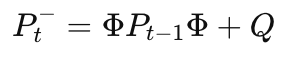 $P_t^- = \Phi P_{t-1} \Phi + Q$